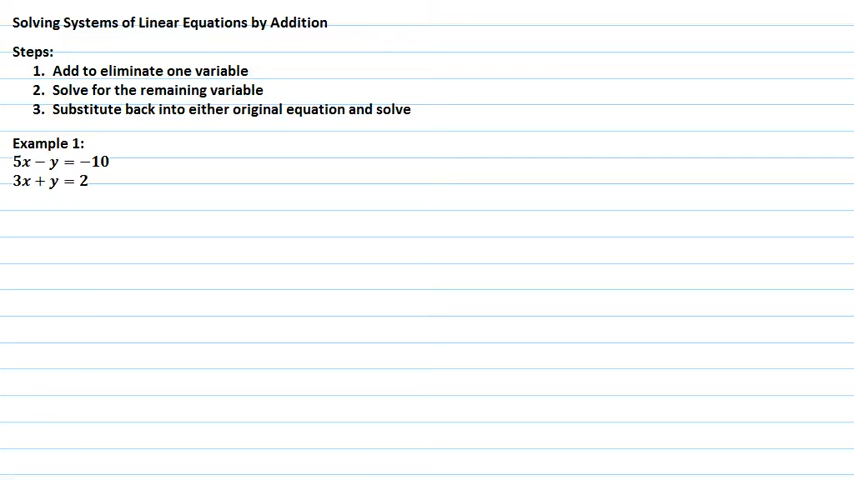 Solving Systems of Linear Equations by Addition
Steps:
1. Add to eliminate one variable
2. Solve for the remaining variable
3. Substitute back into either original equation and solve
Example 1:
5x − y = −10
3x + y = 2